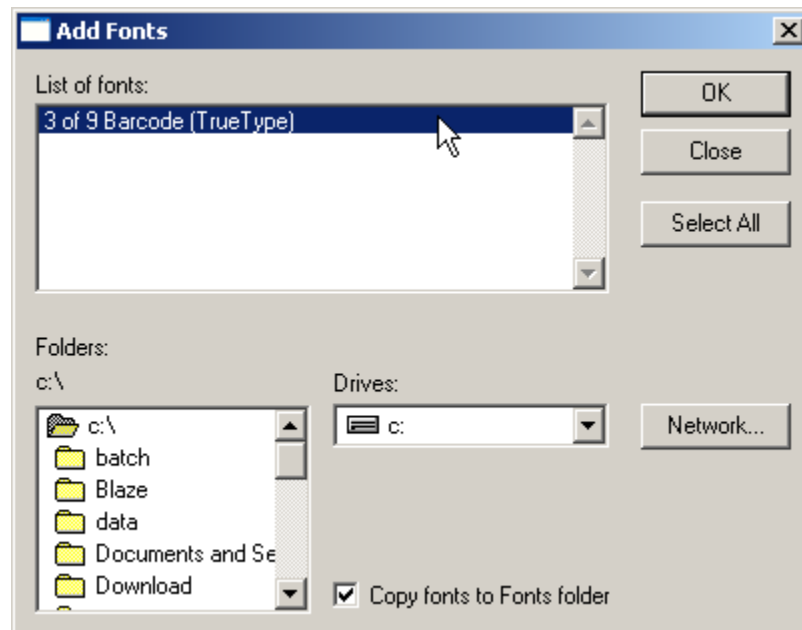 Add Fonts
List of fonts:
3 of 9 Barcode (TrueType)
OK
Close
Select All
Folders:
c:\
Drives:
c:\
batch
Blaze
data
Documents and Se
Download
c:
Network...
Copy fonts to Fonts folder